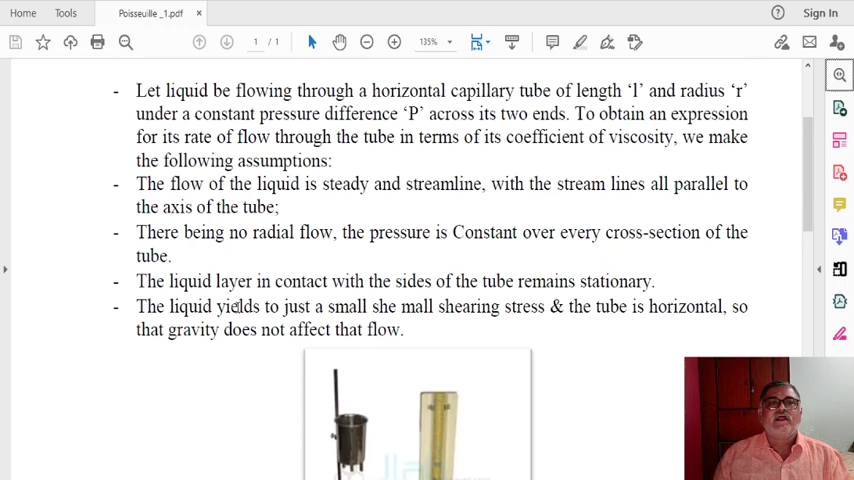 Home Tools Poisseuille _1.pdf × ? Sign In
1 / 1 135%
- Let liquid be flowing through a horizontal capillary tube of length ‘l’ and radius ‘r’
under a constant pressure difference ‘P’ across its two ends. To obtain an expression
for its rate of flow through the tube in terms of its coefficient of viscosity, we make
the following assumptions:
- The flow of the liquid is steady and streamline, with the stream lines all parallel to
the axis of the tube;
- There being no radial flow, the pressure is Constant over every cross-section of the
tube.
- The liquid layer in contact with the sides of the tube remains stationary.
- The liquid yields to just a small she mall shearing stress & the tube is horizontal, so
that gravity does not affect that flow.